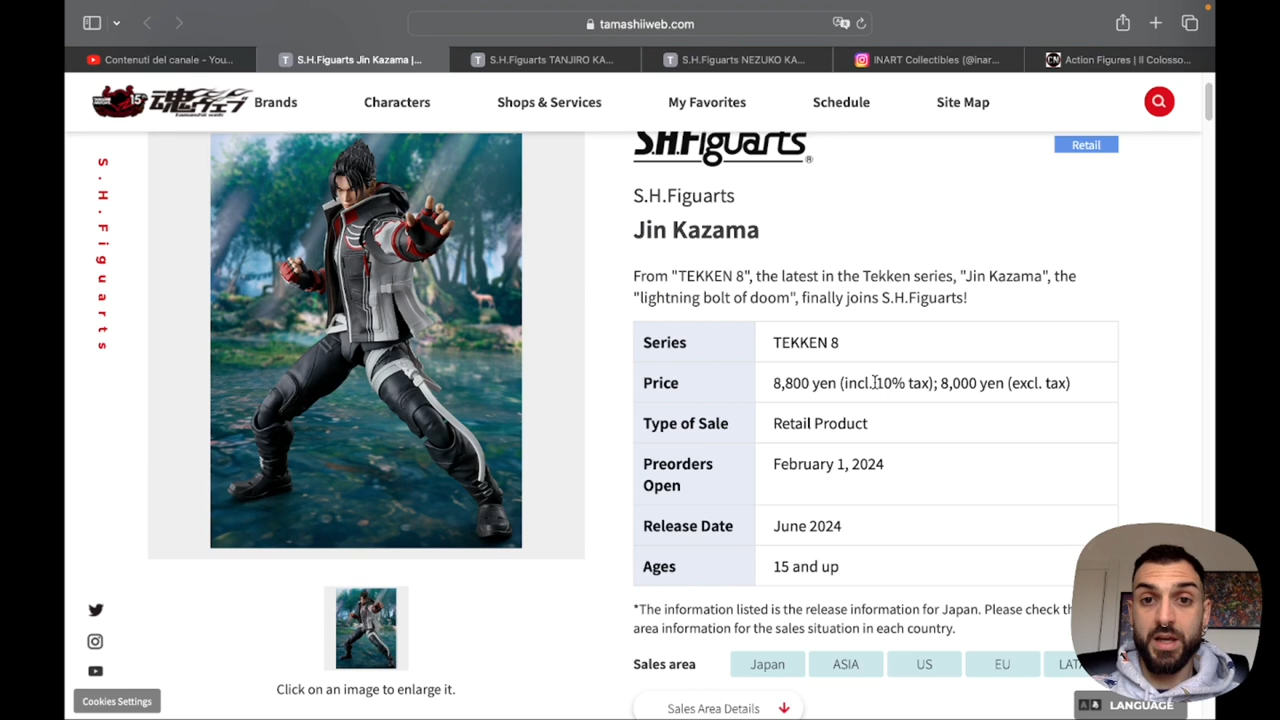 tamashiiweb.com
Contenuti del canale - You...
S.H.Figuarts Jin Kazama |...
S.H.Figuarts TANJIRO KA...
S.H.Figuarts NEZUKO KA...
INART Collectibles (@inar...
Action Figures | Il Colosso...
魂ウェブ
Brands
Characters
Shops & Services
My Favorites
Schedule
Site Map
S.H.Figuarts
S.H.Figuarts®
Retail
S.H.Figuarts
Jin Kazama
From "TEKKEN 8", the latest in the Tekken series, "Jin Kazama", the
"lightning bolt of doom", finally joins S.H.Figuarts!
Series TEKKEN 8
Price 8,800 yen (incl. 10% tax); 8,000 yen (excl. tax)
Type of Sale Retail Product
Preorders
Open February 1, 2024
Release Date June 2024
Ages 15 and up
*The information listed is the release information for Japan. Please check th
area information for the sales situation in each country.
Sales area Japan ASIA US EU LAT
Sales Area Details
Click on an image to enlarge it.
Cookies Settings
LANGUAGE